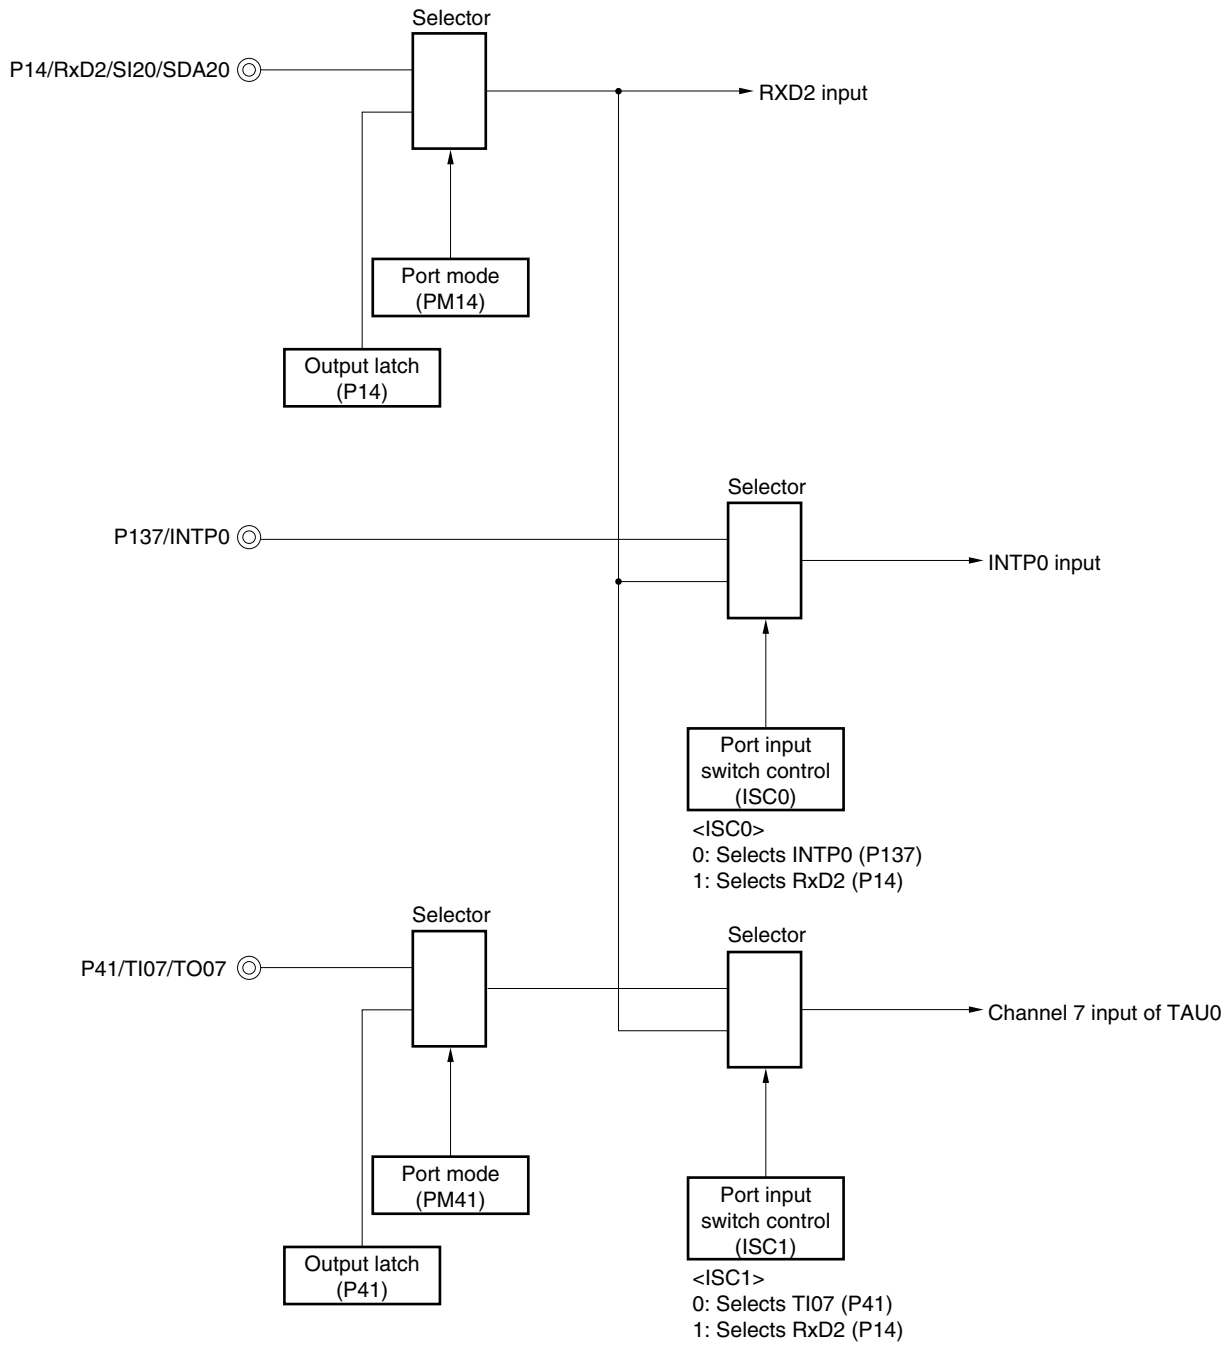 Selector
P14/RxD2/SI20/SDA20
RXD2 input
Port mode
(PM14)
Output latch
(P14)
Selector
P137/INTP0
INTP0 input
Port input
switch control
(ISC0)
<ISC0>
0: Selects INTP0 (P137)
1: Selects RxD2 (P14)
Selector
Selector
P41/TI07/TO07
Channel 7 input of TAU0
Port mode
(PM41)
Output latch
(P41)
Port input
switch control
(ISC1)
<ISC1>
0: Selects TI07 (P41)
1: Selects RxD2 (P14)